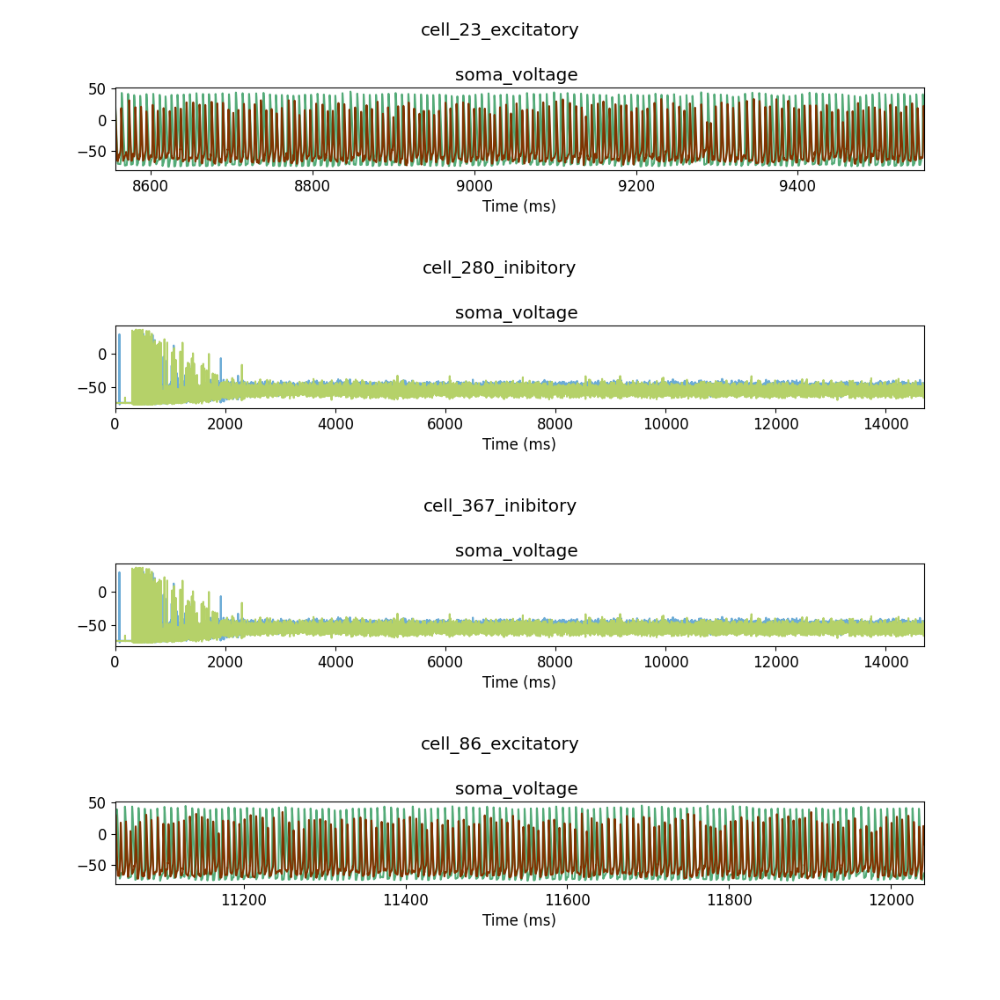 cell_23_excitatory
soma_voltage
50
0
−50
8600 8800 9000 9200 9400
Time (ms)
cell_280_inibitory
soma_voltage
0
−50
0 2000 4000 6000 8000 10000 12000 14000
Time (ms)
cell_367_inibitory
soma_voltage
0
−50
0 2000 4000 6000 8000 10000 12000 14000
Time (ms)
cell_86_excitatory
soma_voltage
50
0
−50
11200 11400 11600 11800 12000
Time (ms)